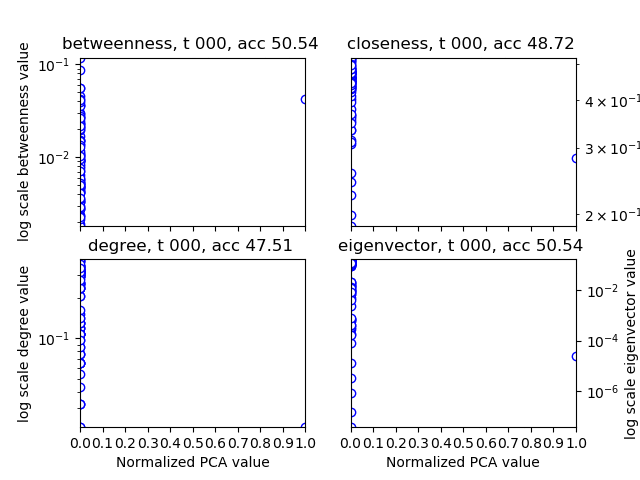 betweenness, t 000, acc 50.54
closeness, t 000, acc 48.72
log scale betweenness value
10⁻¹
10⁻²
4 × 10⁻¹
3 × 10⁻¹
2 × 10⁻¹
degree, t 000, acc 47.51
eigenvector, t 000, acc 50.54
log scale degree value
10⁻¹
10⁻²
10⁻⁴
10⁻⁶
log scale eigenvector value
0.0 0.1 0.2 0.3 0.4 0.5 0.6 0.7 0.8 0.9 1.0
0.0 0.1 0.2 0.3 0.4 0.5 0.6 0.7 0.8 0.9 1.0
Normalized PCA value
Normalized PCA value